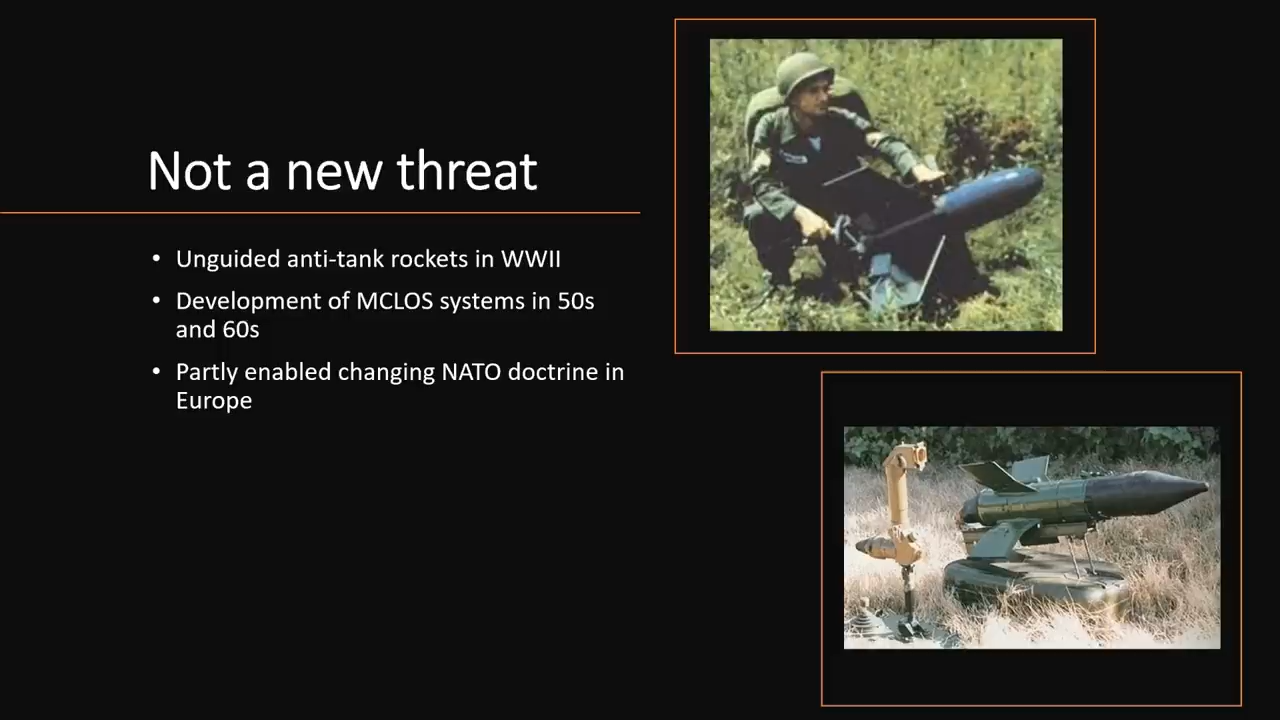 Not a new threat
• Unguided anti-tank rockets in WWII
• Development of MCLOS systems in 50s
and 60s
• Partly enabled changing NATO doctrine in
Europe